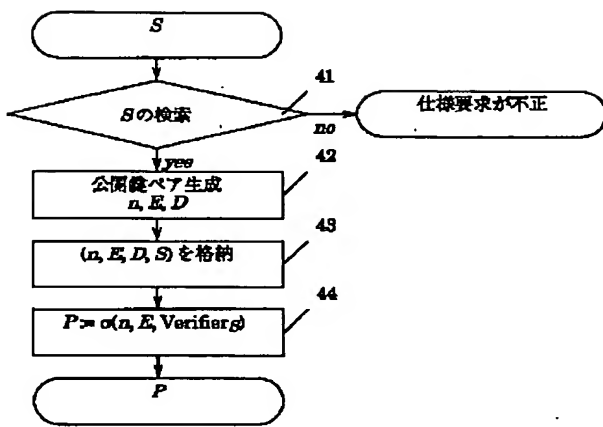 S
41
Sの検索
仕様要求が不正
no
yes
42
公開鍵ペア生成
n, E, D
43
(n, E, D, S) を格納
44
P := σ(n, E, Verifier_S)
P